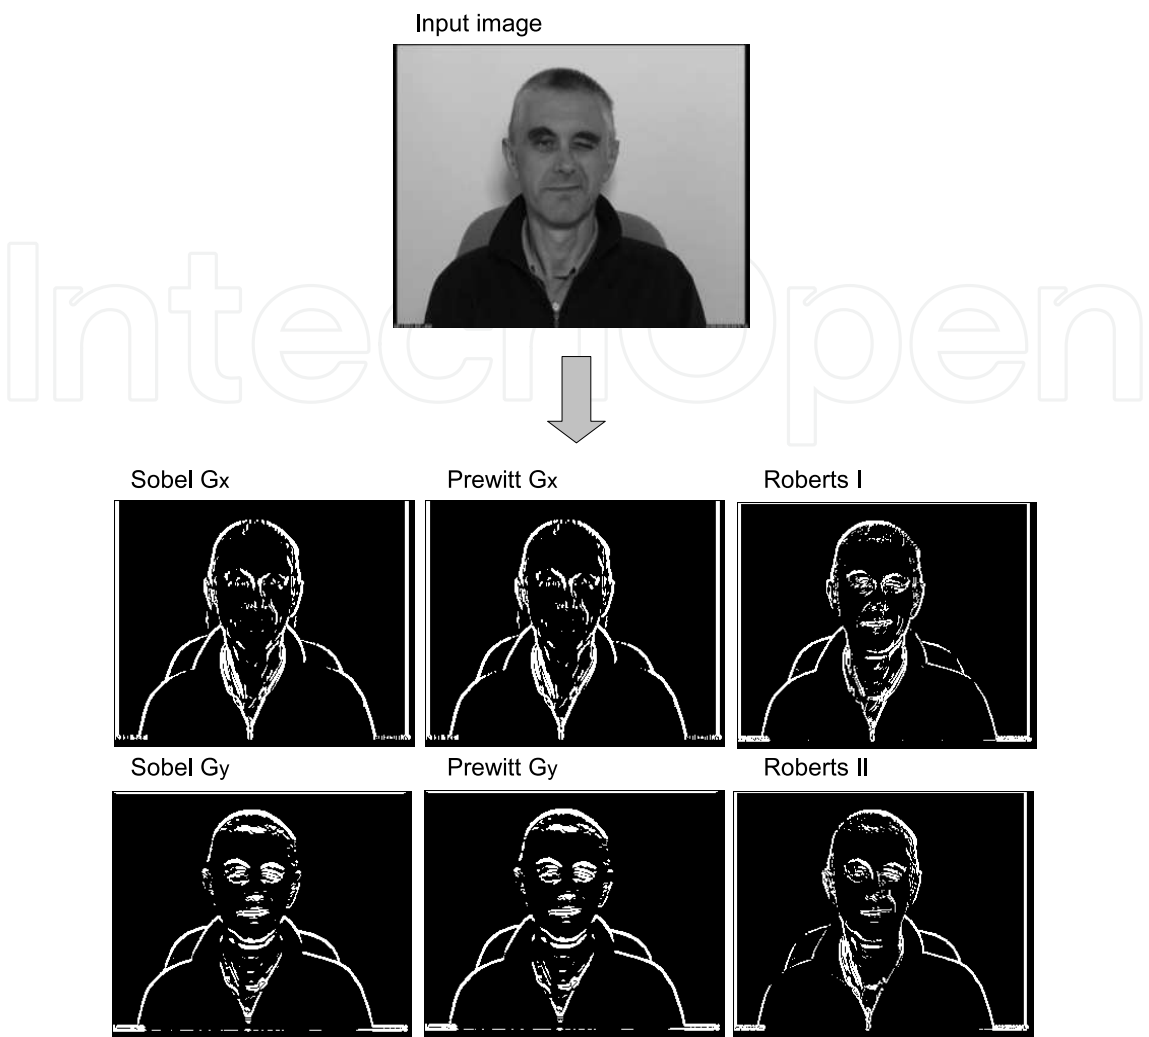 Input image
IntechOpen
Sobel Gx
Prewitt Gx
Roberts I
Sobel Gy
Prewitt Gy
Roberts II